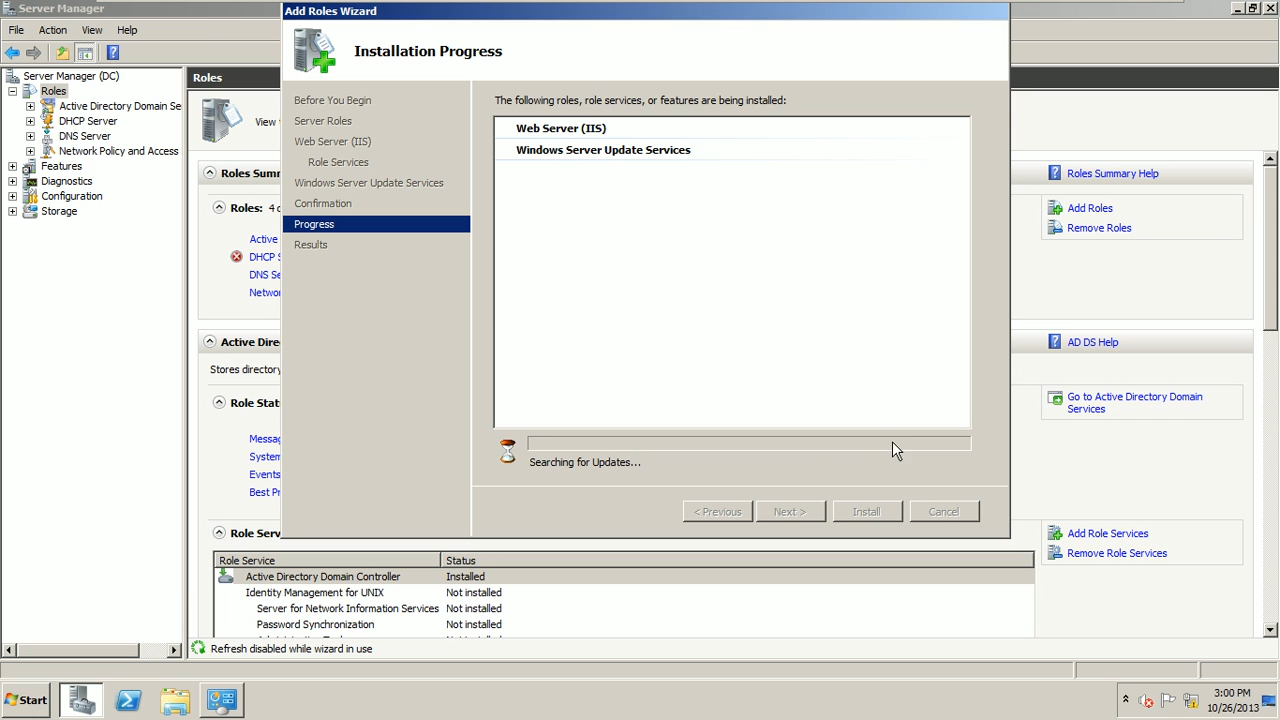 Server Manager
File Action View Help
Server Manager (DC)
Roles
Active Directory Domain Se
DHCP Server
DNS Server
Network Policy and Access
Features
Diagnostics
Configuration
Storage
Roles
View t
Roles Summ
Roles: 4 o
Active
DHCP S
DNS Se
Networ
Active Dire
Stores directory
Role Stat
Messag
System
Events
Best Pr
Role Serv
Add Roles Wizard
Installation Progress
Before You Begin
Server Roles
Web Server (IIS)
Role Services
Windows Server Update Services
Confirmation
Progress
Results
The following roles, role services, or features are being installed:
Web Server (IIS)
Windows Server Update Services
Searching for Updates...
< Previous Next > Install Cancel
Roles Summary Help
Add Roles
Remove Roles
AD DS Help
Go to Active Directory Domain
Services
Add Role Services
Remove Role Services
Role Service Status
Active Directory Domain Controller Installed
Identity Management for UNIX Not installed
Server for Network Information Services Not installed
Password Synchronization Not installed
Refresh disabled while wizard in use
Start
3:00 PM
10/26/2013